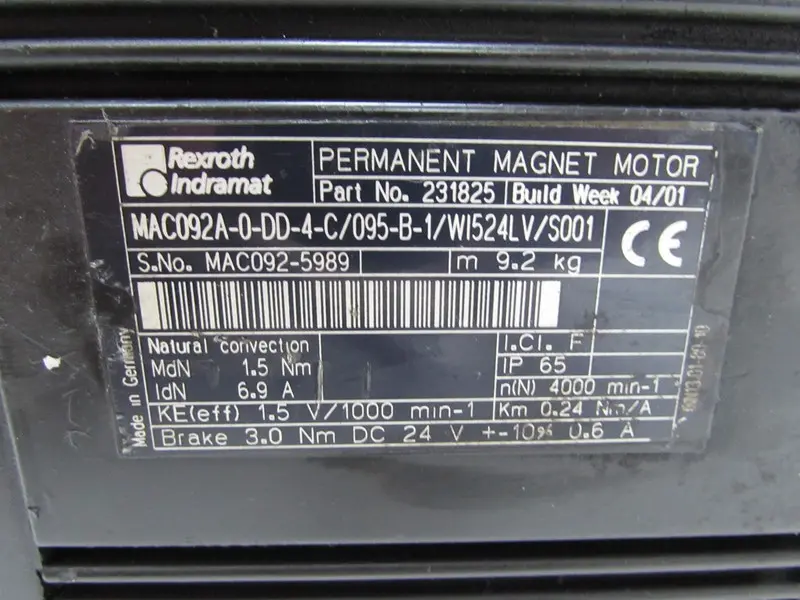 Rexroth
Indramat
PERMANENT MAGNET MOTOR
Part No. 231825 Build Week 04/01
MAC092A-0-DD-4-C/095-B-1/WI524LV/S001
CE
S.No. MAC092-5989 m 9.2 kg
Natural convection I.Cl. F
MdN 1.5 Nm IP 65
IdN 6.9 A n(N) 4000 min-1
KE(eff) 1.5 V/1000 min-1 Km 0.24 Nm/A
Brake 3.0 Nm DC 24 V +-10% 0.6 A
Made in Germany